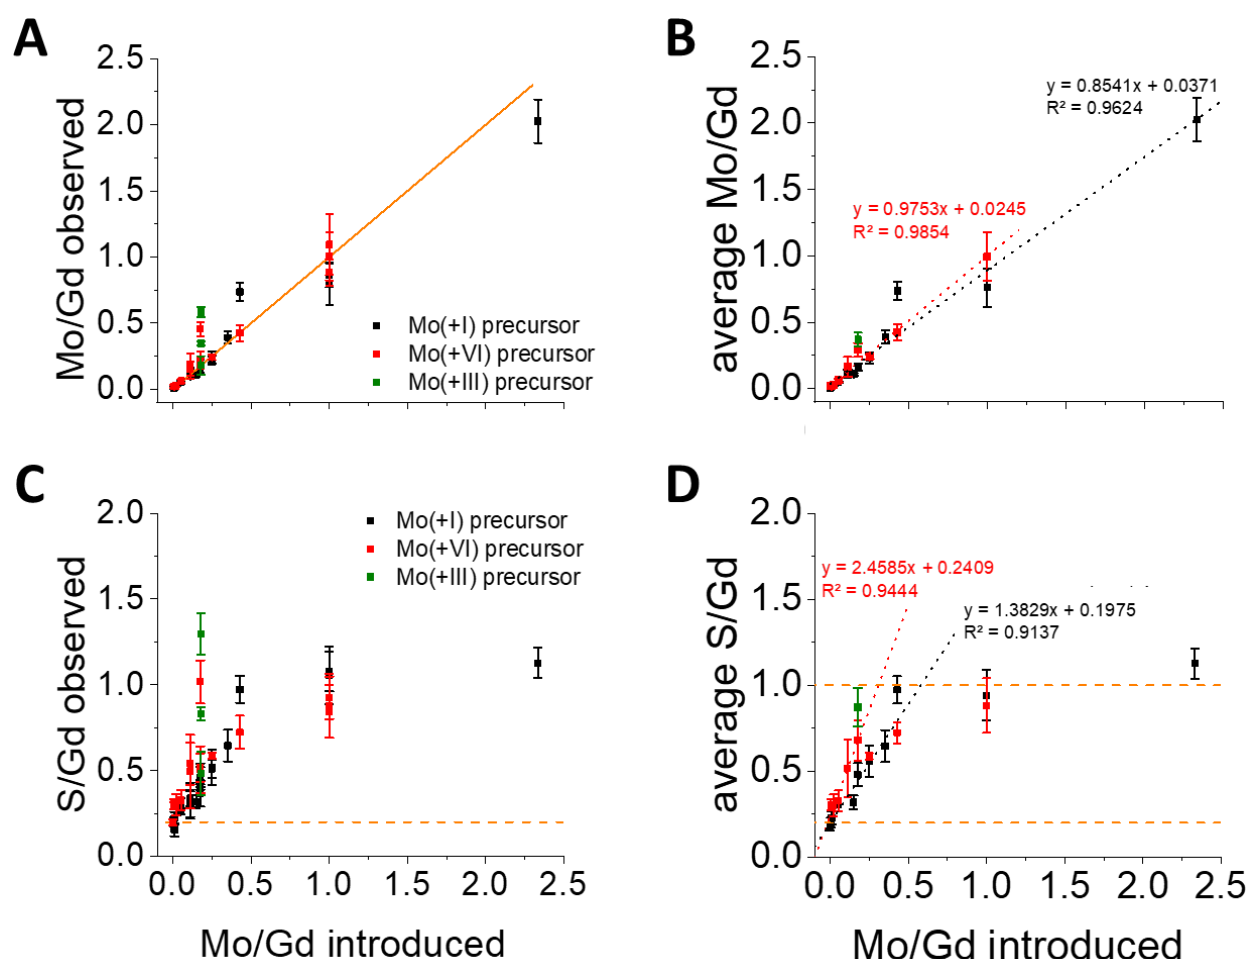 A
Mo/Gd observed
2.5
2.0
1.5
1.0
0.5
0.0
Mo(+I) precursor
Mo(+VI) precursor
Mo(+III) precursor
B
average Mo/Gd
2.5
2.0
1.5
1.0
0.5
0.0
y = 0.8541x + 0.0371
R² = 0.9624
y = 0.9753x + 0.0245
R² = 0.9854
C
S/Gd observed
2.0
1.5
1.0
0.5
0.0
Mo(+I) precursor
Mo(+VI) precursor
Mo(+III) precursor
0.0 0.5 1.0 1.5 2.0 2.5
Mo/Gd introduced
D
average S/Gd
2.0
1.5
1.0
0.5
0.0
y = 2.4585x + 0.2409
R² = 0.9444
y = 1.3829x + 0.1975
R² = 0.9137
0.0 0.5 1.0 1.5 2.0 2.5
Mo/Gd introduced